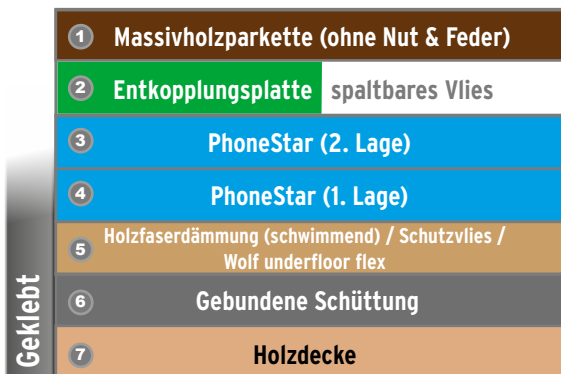 1 Massivholzparkette (ohne Nut & Feder)
2 Entkopplungsplatte spaltbares Vlies
3 PhoneStar (2. Lage)
4 PhoneStar (1. Lage)
5 Holzfaserdämmung (schwimmend) / Schutzvlies /
Wolf underfloor flex
6 Gebundene Schüttung
7 Holzdecke
Geklebt